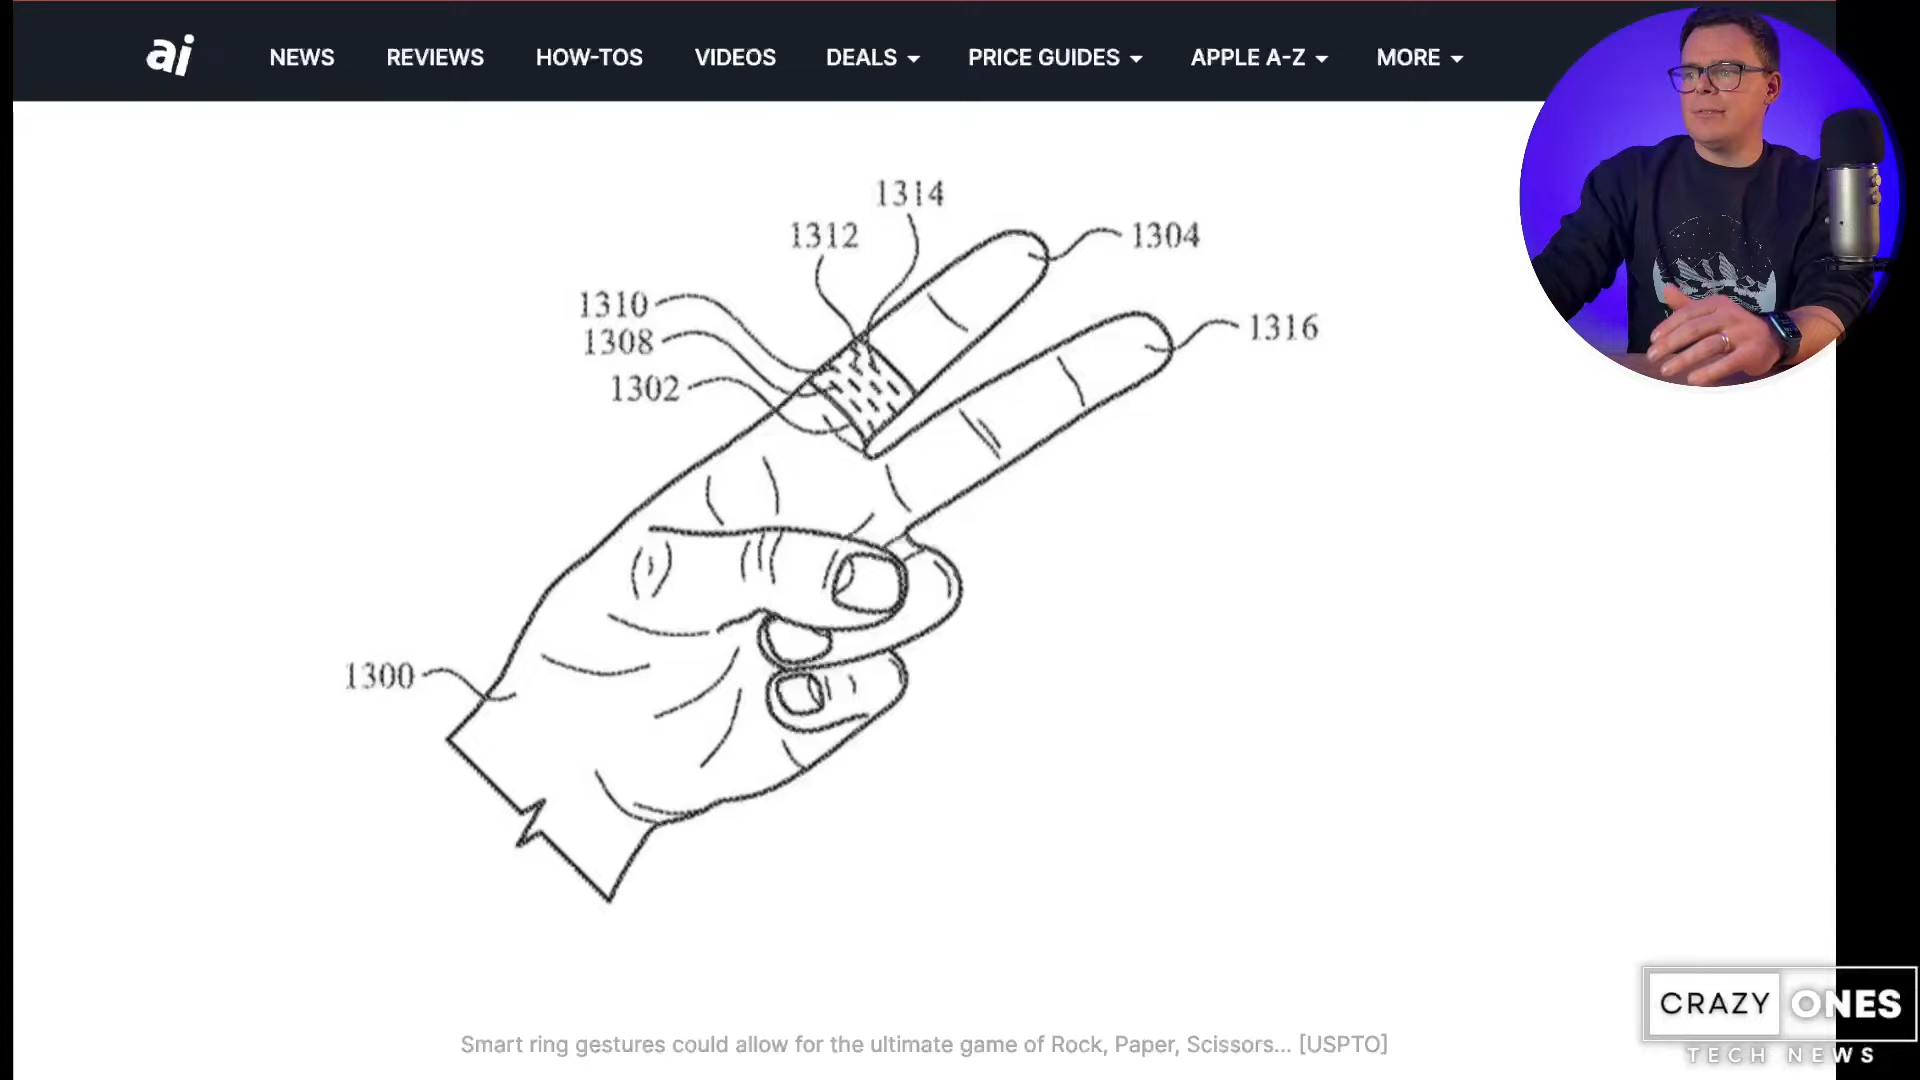 ai NEWS REVIEWS HOW-TOS VIDEOS DEALS PRICE GUIDES APPLE A-Z MORE
1314
1312
1304
1310
1316
1308
1302
1300
CRAZY ONES
TECH NEWS
Smart ring gestures could allow for the ultimate game of Rock, Paper, Scissors... [USPTO]